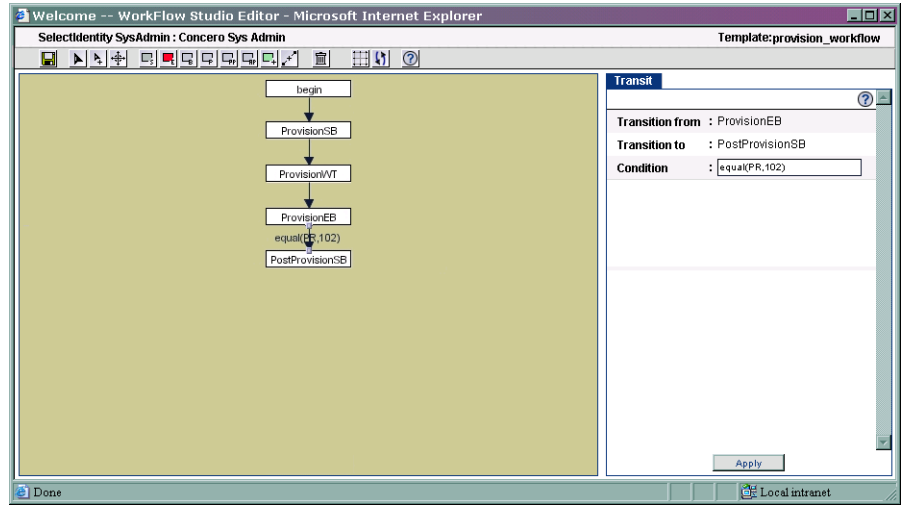 Welcome -- WorkFlow Studio Editor - Microsoft Internet Explorer
SelectIdentity SysAdmin : Concero Sys Admin
Template:provision_workflow
begin
ProvisionSB
ProvisionWT
ProvisionEB
equal(PR,102)
PostProvisionSB
Transit
Transition from : ProvisionEB
Transition to : PostProvisionSB
Condition : equal(PR,102)
Apply
Done
Local intranet